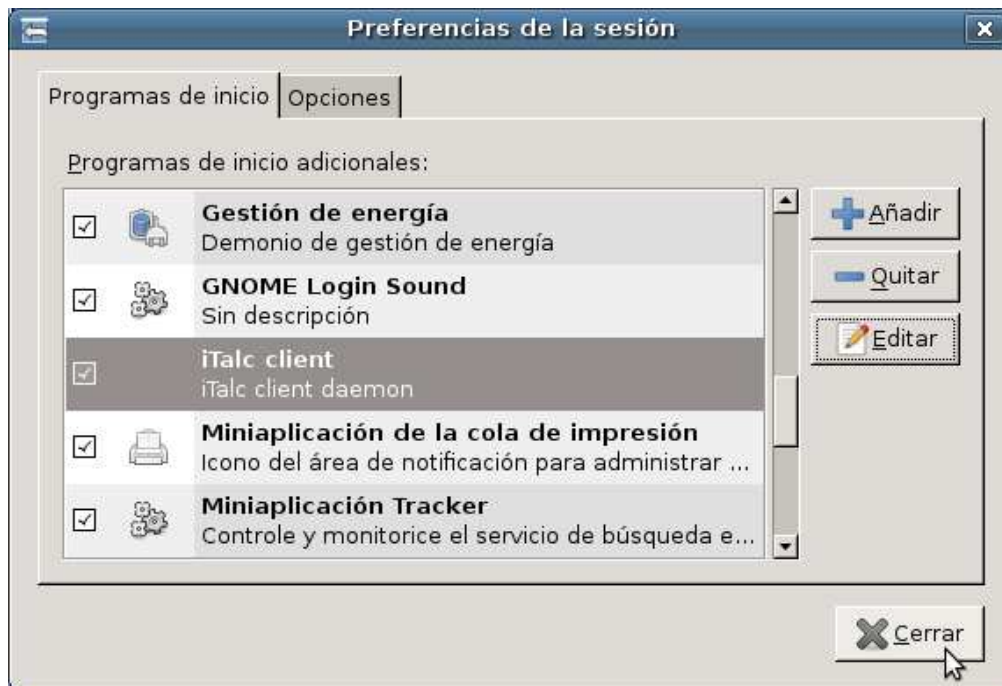 Preferencias de la sesión
Programas de inicio
Opciones
Programas de inicio adicionales:
Gestión de energía
Demonio de gestión de energía
GNOME Login Sound
Sin descripción
iTalc client
iTalc client daemon
Miniaplicación de la cola de impresión
Icono del área de notificación para administrar ...
Miniaplicación Tracker
Controle y monitorice el servicio de búsqueda e...
Añadir
Quitar
Editar
Cerrar